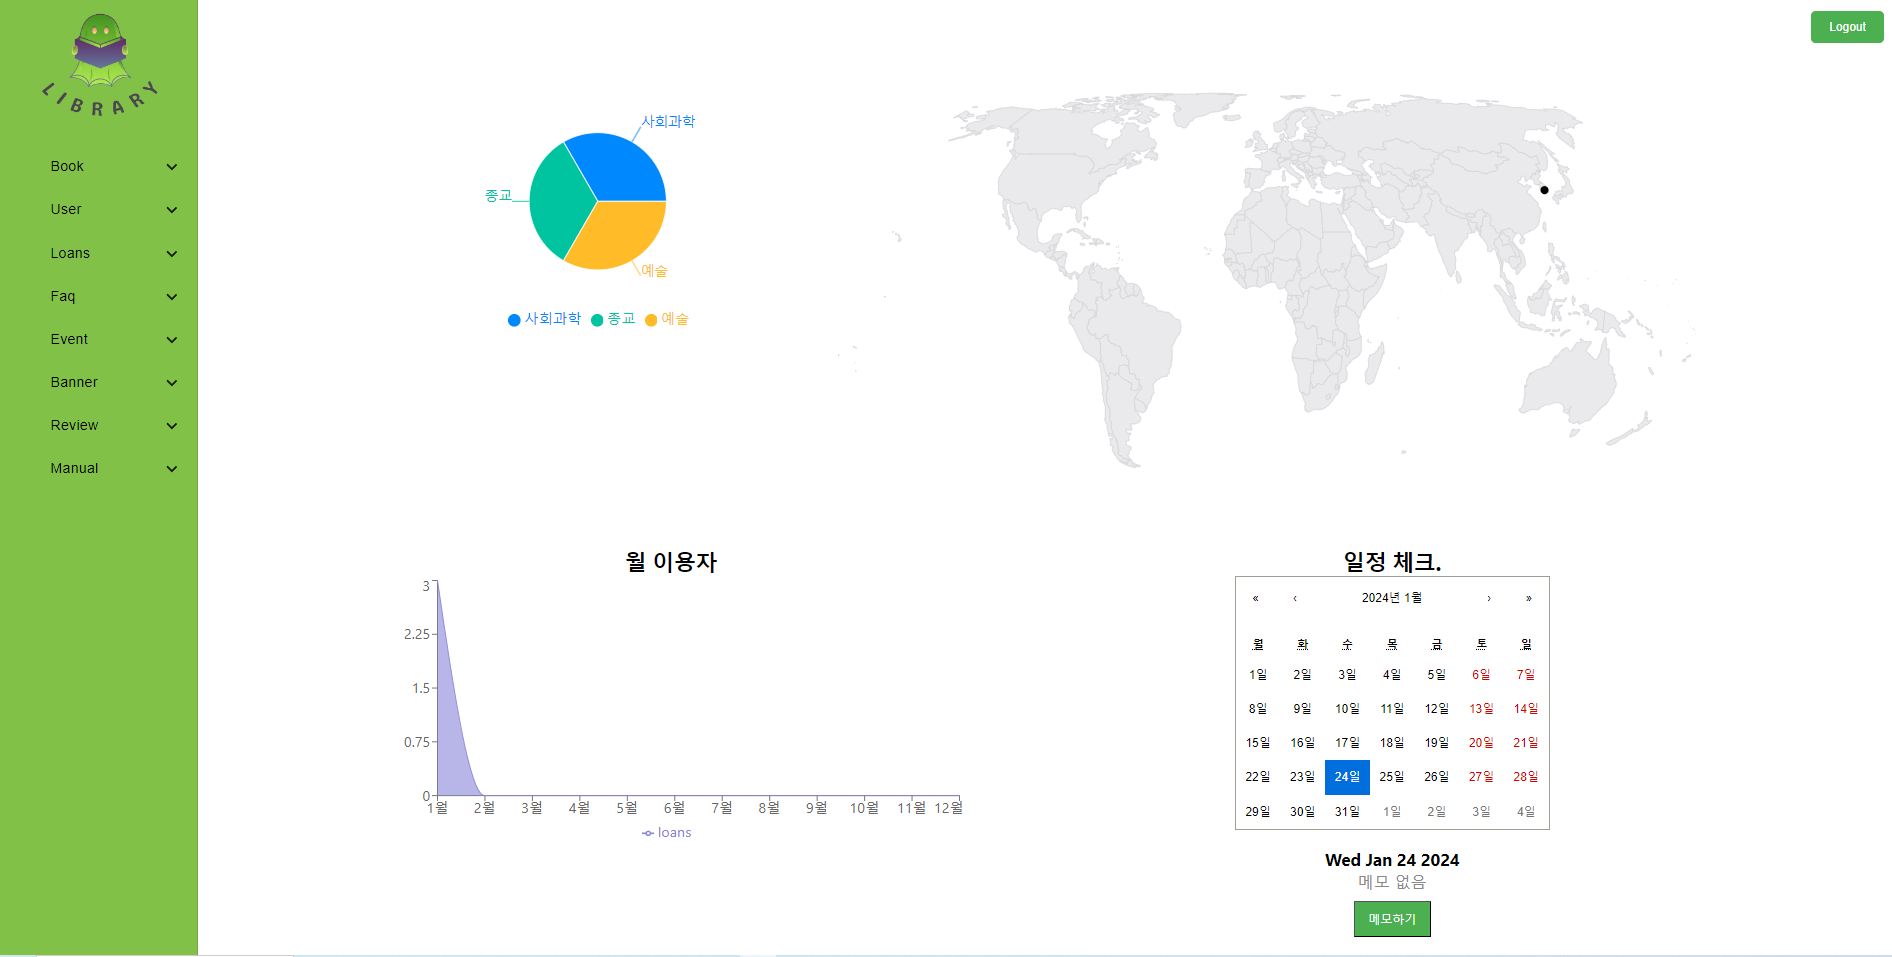 LIBRARY
Book
User
Loans
Faq
Event
Banner
Review
Manual
Logout
사회과학
종교
예술
사회과학 종교 예술
월 이용자
3
2.25
1.5
0.75
0
1월 2월 3월 4월 5월 6월 7월 8월 9월 10월 11월 12월
loans
일정 체크.
« ‹ 2024년 1월 › »
월 화 수 목 금 토 일
1일 2일 3일 4일 5일 6일 7일
8일 9일 10일 11일 12일 13일 14일
15일 16일 17일 18일 19일 20일 21일
22일 23일 24일 25일 26일 27일 28일
29일 30일 31일 1일 2일 3일 4일
Wed Jan 24 2024
메모 없음
메모하기